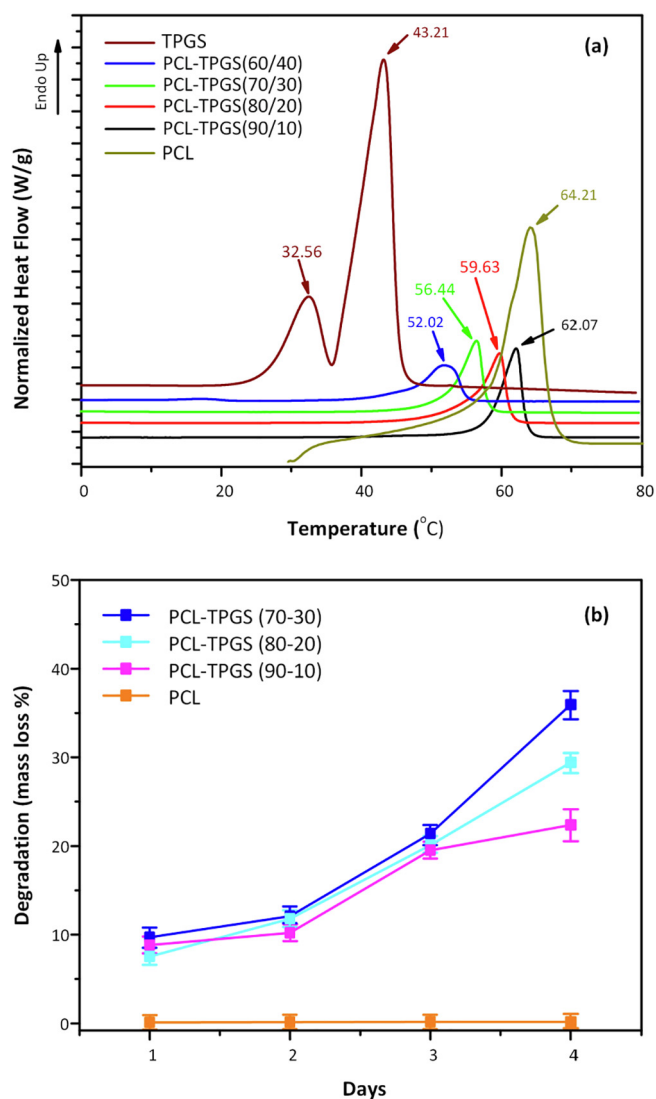 43.21
(a)
Endo Up
TPGS
PCL-TPGS(60/40)
PCL-TPGS(70/30)
PCL-TPGS(80/20)
PCL-TPGS(90/10)
PCL
64.21
32.56
59.63
56.44
52.02
62.07
Normalized Heat Flow (W/g)
0 20 40 60 80
Temperature (°C)
50
40
30
20
10
0
PCL-TPGS (70-30)
PCL-TPGS (80-20)
PCL-TPGS (90-10)
PCL
(b)
Degradation (mass loss %)
1 2 3 4
Days